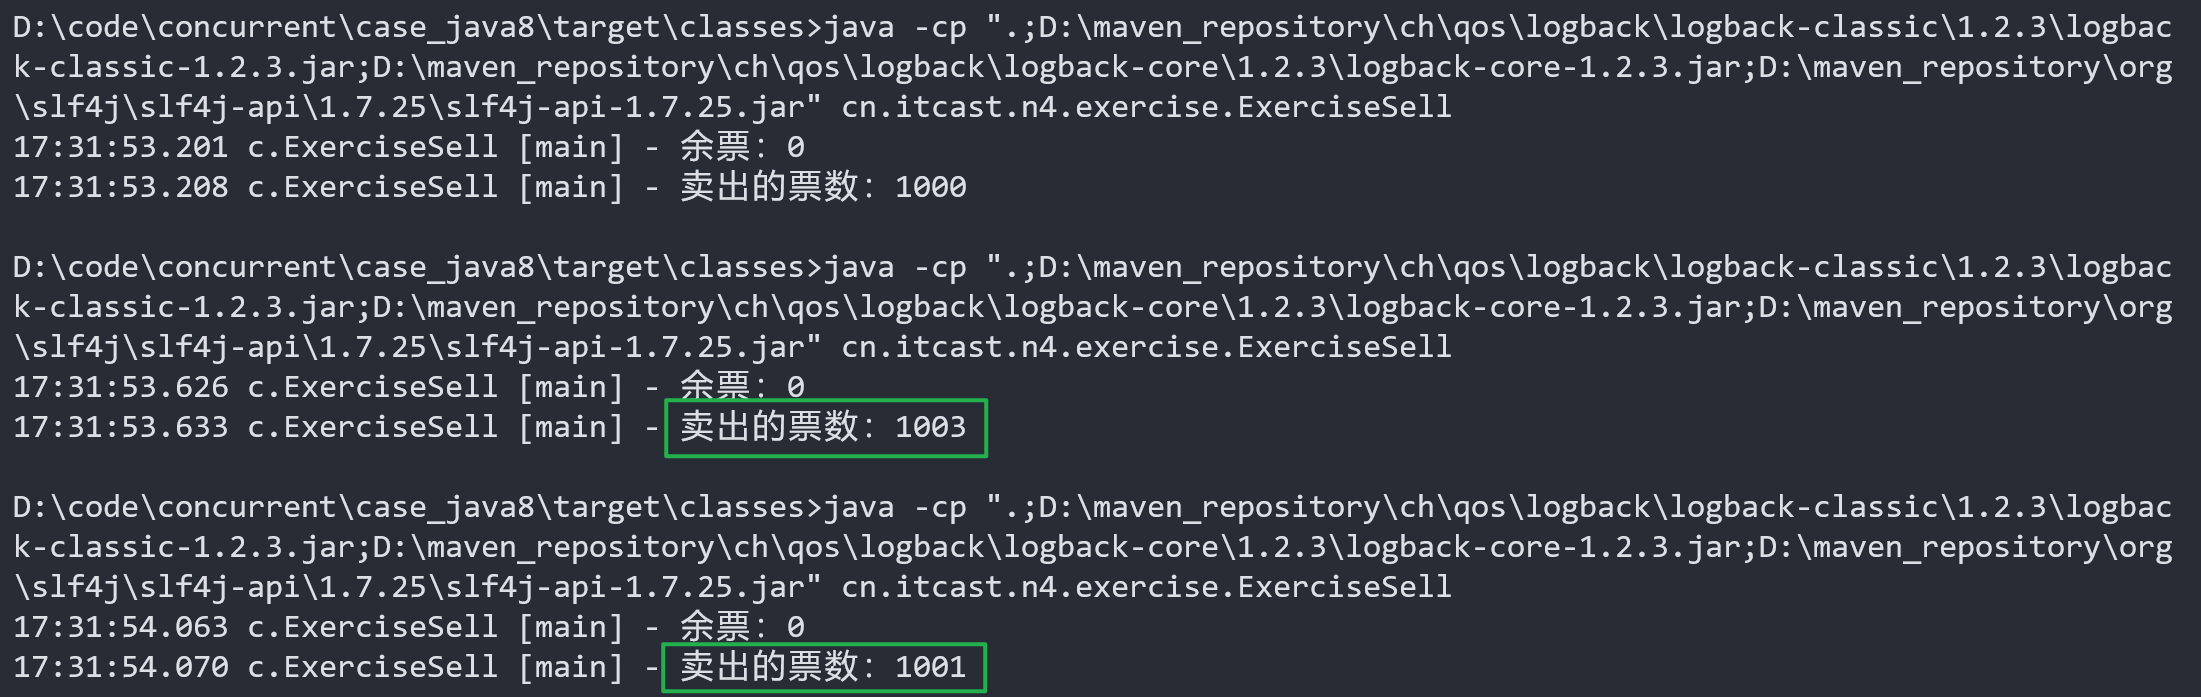 D:\code\concurrent\case_java8\target\classes>java -cp ".;D:\maven_repository\ch\qos\logback\logback-classic\1.2.3\logbac
k-classic-1.2.3.jar;D:\maven_repository\ch\qos\logback\logback-core\1.2.3\logback-core-1.2.3.jar;D:\maven_repository\org
\slf4j\slf4j-api\1.7.25\slf4j-api-1.7.25.jar" cn.itcast.n4.exercise.ExerciseSell
17:31:53.201 c.ExerciseSell [main] - 余票：0
17:31:53.208 c.ExerciseSell [main] - 卖出的票数：1000
D:\code\concurrent\case_java8\target\classes>java -cp ".;D:\maven_repository\ch\qos\logback\logback-classic\1.2.3\logbac
k-classic-1.2.3.jar;D:\maven_repository\ch\qos\logback\logback-core\1.2.3\logback-core-1.2.3.jar;D:\maven_repository\org
\slf4j\slf4j-api\1.7.25\slf4j-api-1.7.25.jar" cn.itcast.n4.exercise.ExerciseSell
17:31:53.626 c.ExerciseSell [main] - 余票：0
17:31:53.633 c.ExerciseSell [main] - 卖出的票数：1003
D:\code\concurrent\case_java8\target\classes>java -cp ".;D:\maven_repository\ch\qos\logback\logback-classic\1.2.3\logbac
k-classic-1.2.3.jar;D:\maven_repository\ch\qos\logback\logback-core\1.2.3\logback-core-1.2.3.jar;D:\maven_repository\org
\slf4j\slf4j-api\1.7.25\slf4j-api-1.7.25.jar" cn.itcast.n4.exercise.ExerciseSell
17:31:54.063 c.ExerciseSell [main] - 余票：0
17:31:54.070 c.ExerciseSell [main] - 卖出的票数：1001